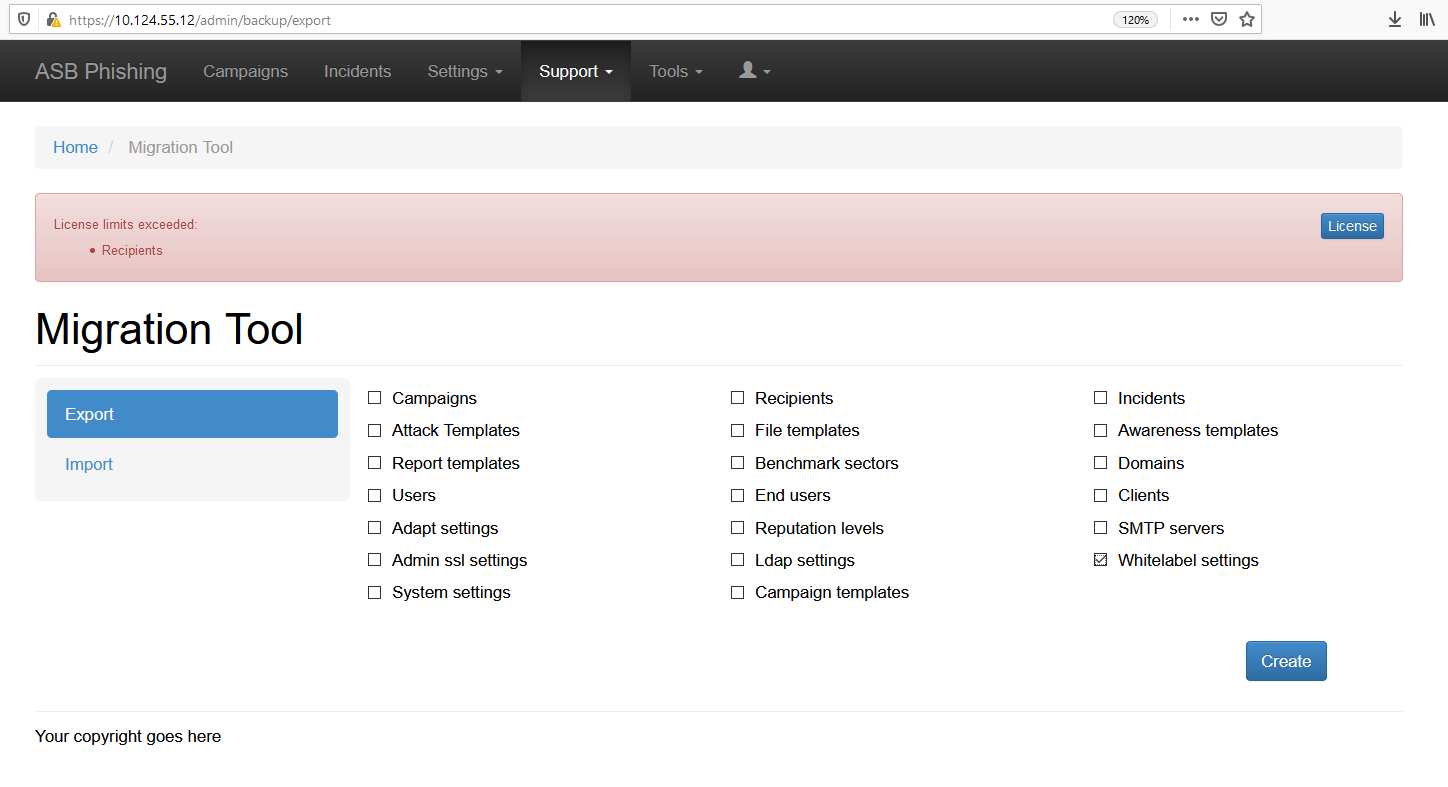 https://10.124.55.12/admin/backup/export 120%
ASB Phishing Campaigns Incidents Settings Support Tools
Home / Migration Tool
License limits exceeded:
License
• Recipients
Migration Tool
Export
Import
Campaigns Recipients Incidents
Attack Templates File templates Awareness templates
Report templates Benchmark sectors Domains
Users End users Clients
Adapt settings Reputation levels SMTP servers
Admin ssl settings Ldap settings Whitelabel settings
System settings Campaign templates
Create
Your copyright goes here